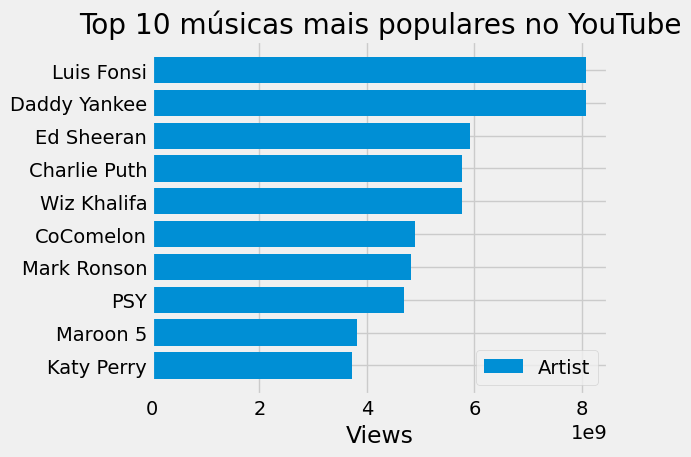 Top 10 músicas mais populares no YouTube
Luis Fonsi
Daddy Yankee
Ed Sheeran
Charlie Puth
Wiz Khalifa
CoComelon
Mark Ronson
PSY
Maroon 5
Katy Perry
Artist
0 2 4 6 8
1e9
Views